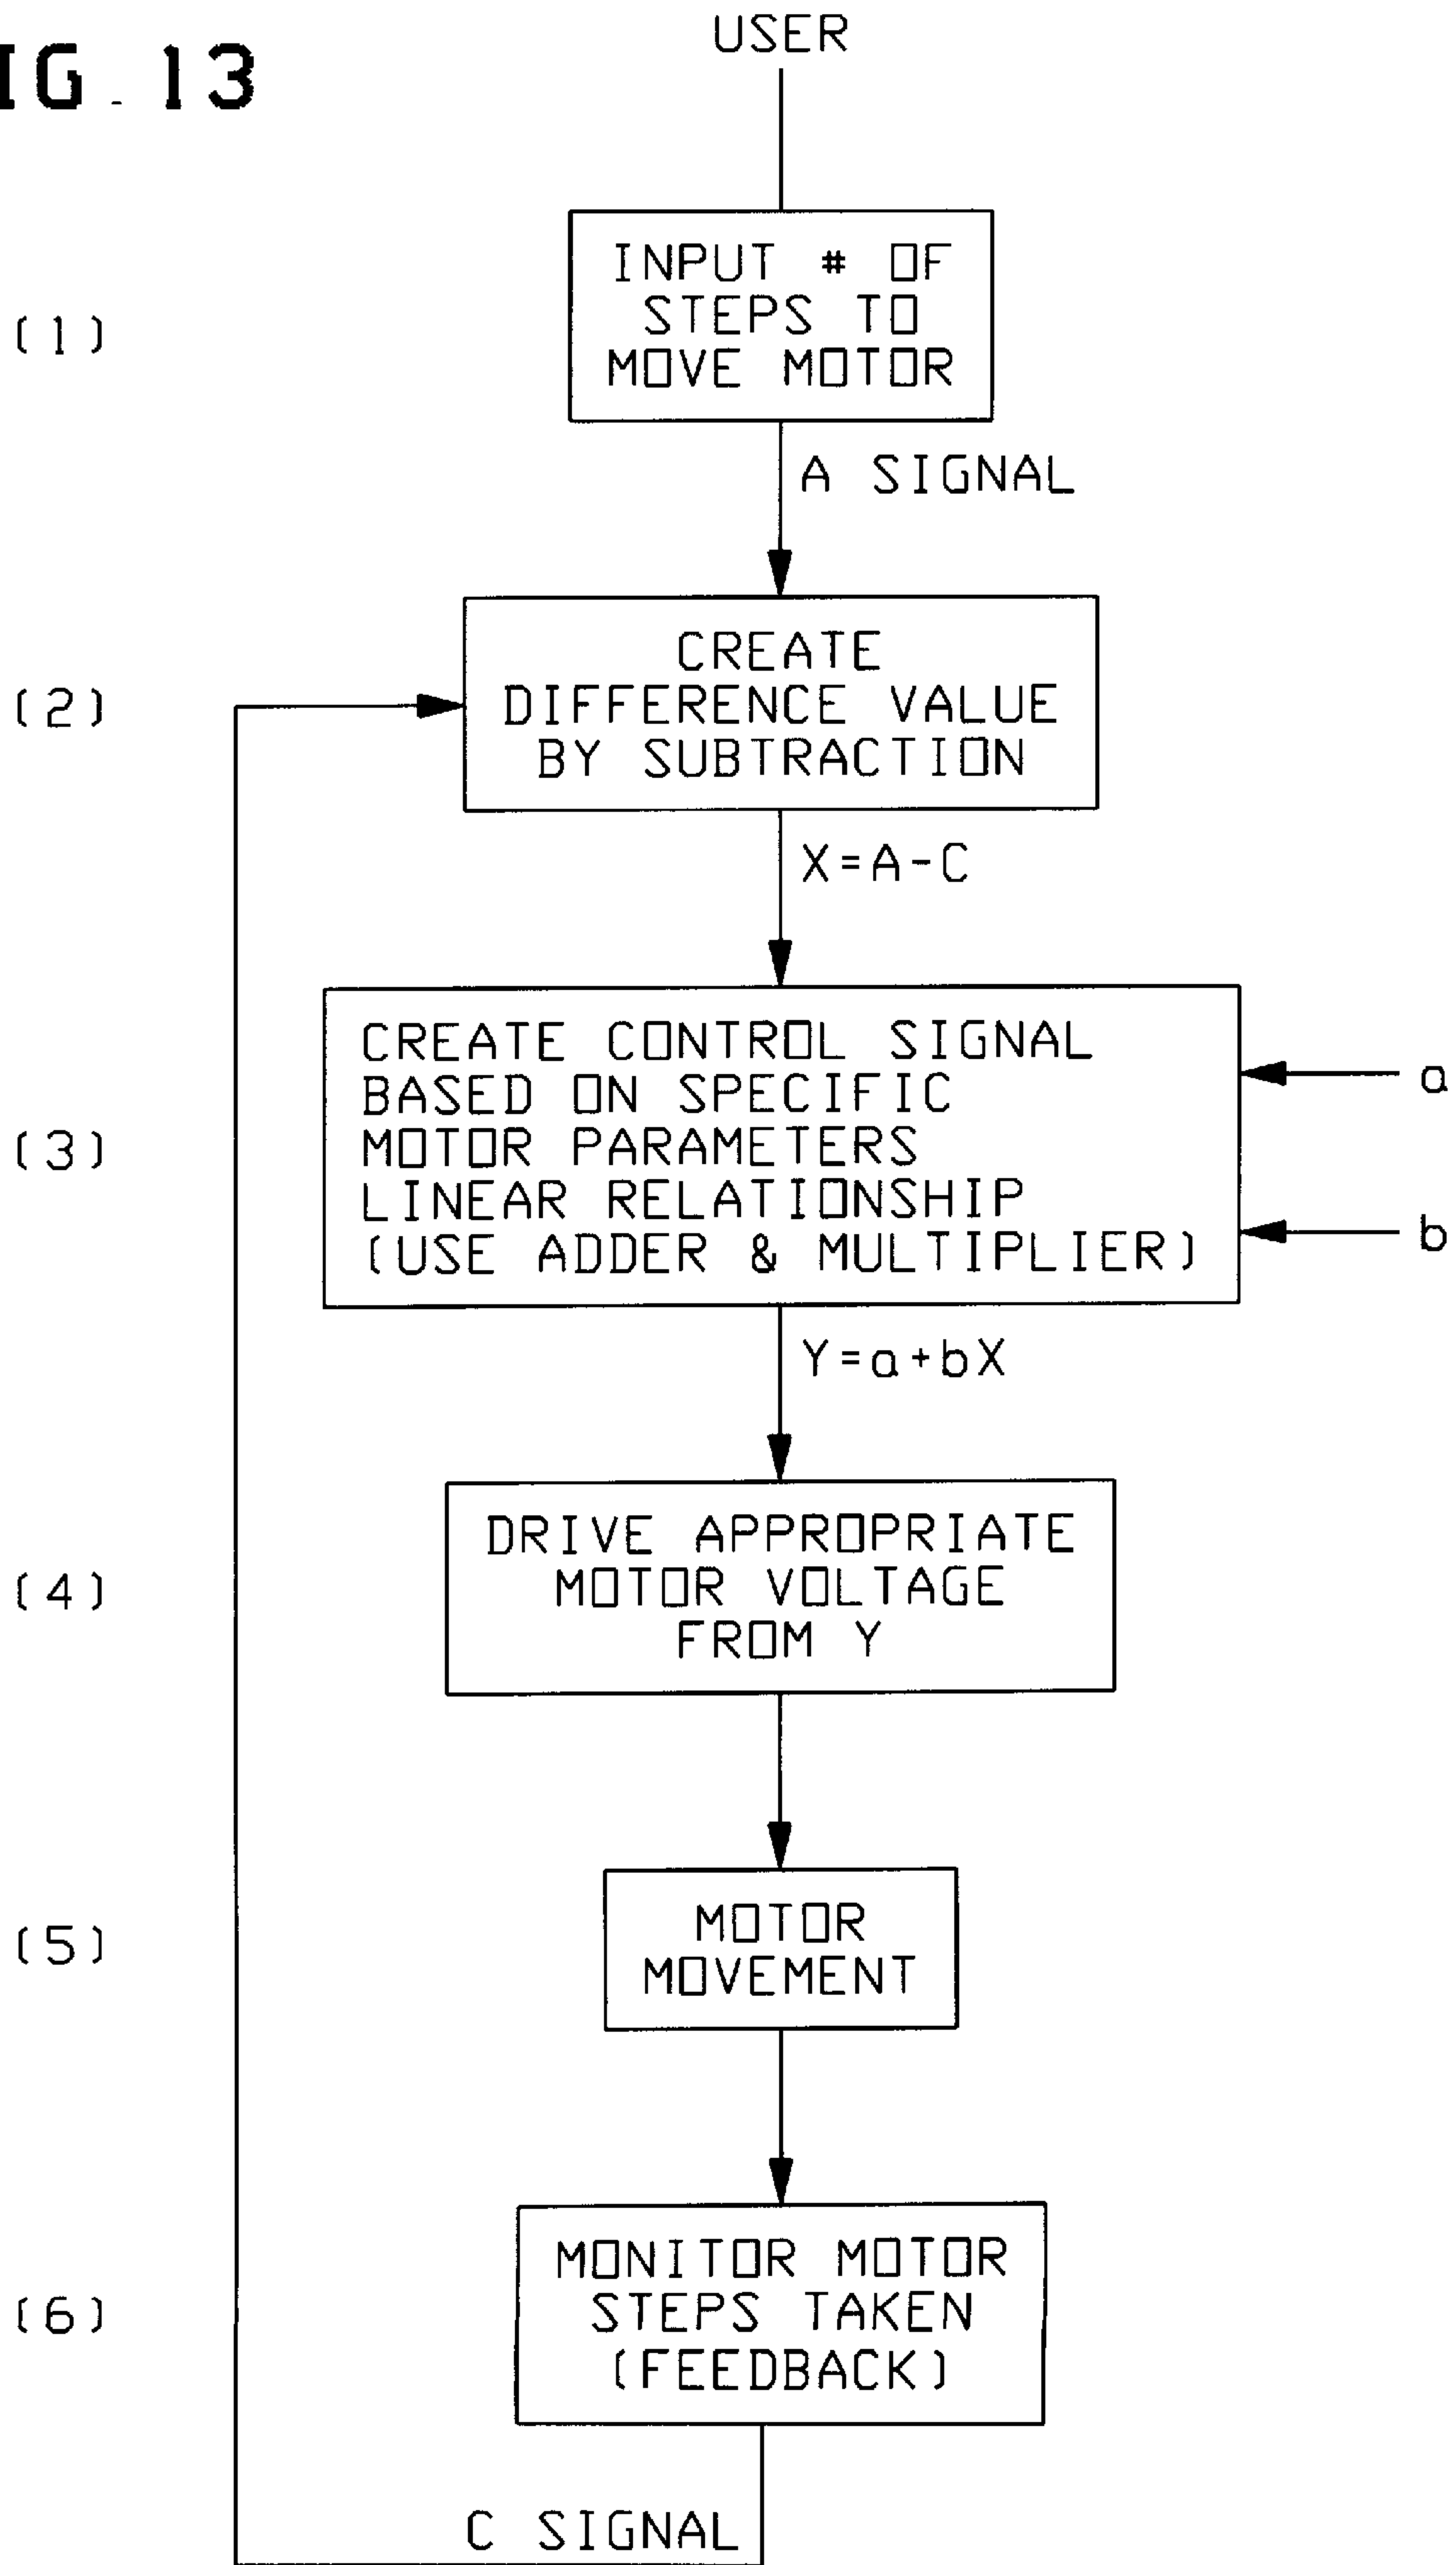 IG. 13
USER
(1)
INPUT # OF
STEPS TO
MOVE MOTOR
A SIGNAL
(2)
CREATE
DIFFERENCE VALUE
BY SUBTRACTION
X=A-C
(3)
CREATE CONTROL SIGNAL
BASED ON SPECIFIC
MOTOR PARAMETERS
LINEAR RELATIONSHIP
(USE ADDER & MULTIPLIER)
a
b
Y=a+bX
(4)
DRIVE APPROPRIATE
MOTOR VOLTAGE
FROM Y
(5)
MOTOR
MOVEMENT
(6)
MONITOR MOTOR
STEPS TAKEN
(FEEDBACK)
C SIGNAL